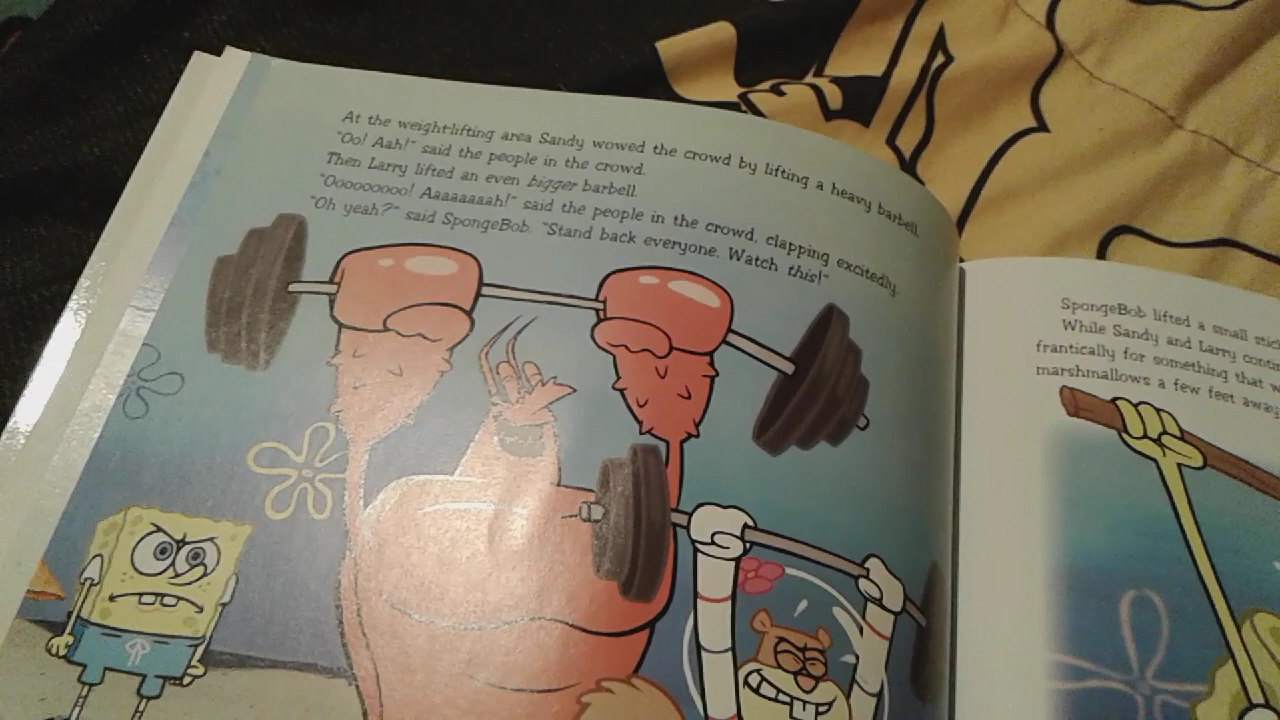 At the weight-lifting area Sandy wowed the crowd by lifting a heavy barbell.
"Oo! Aah!" said the people in the crowd.
Then Larry lifted an even bigger barbell.
"Ooooooooo! Aaaaaaaah!" said the people in the crowd, clapping excitedly.
"Oh yeah?" said SpongeBob. "Stand back everyone. Watch this!"
SpongeBob lifted a small
While Sandy and Larry
frantically for something that
marshmallows a few feet away